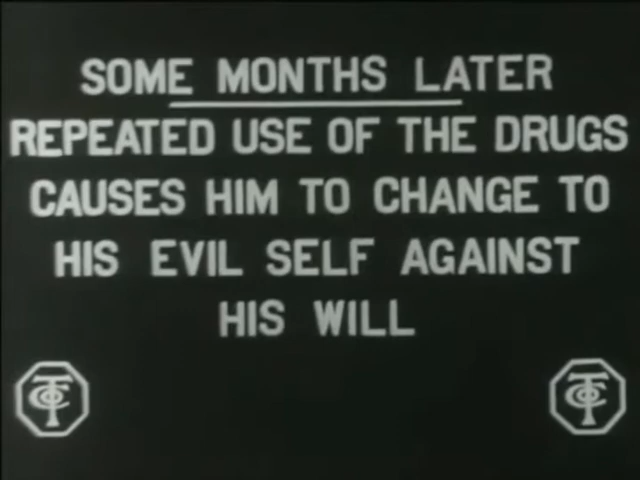 SOME MONTHS LATER
REPEATED USE OF THE DRUGS
CAUSES HIM TO CHANGE TO
HIS EVIL SELF AGAINST
HIS WILL